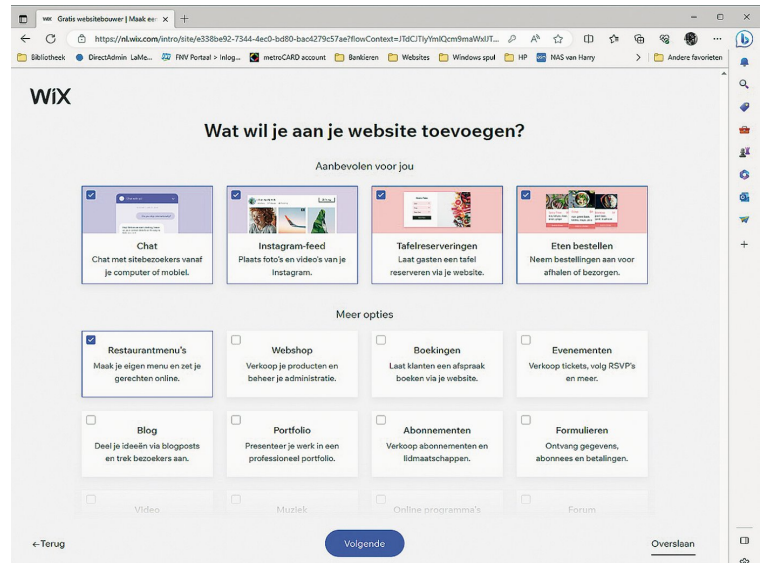 WiX Gratis websitebouwer | Maak een
https://nl.wix.com/intro/site/e338be92-7344-4ec0-bd80-bac4279c57ae?flowContext=JTdCJTIyYmlQcm9maWxlJT...
Bibliotheek DirectAdmin LaMe... FNV Portaal > Inlog... metroCARD account Bankieren Websites Windows spul HP NAS van Harry Andere favorieten
WiX
Wat wil je aan je website toevoegen?
Aanbevolen voor jou
Chat
Chat met sitebezoekers vanaf
je computer of mobiel.
Instagram-feed
Plaats foto's en video's van je
Instagram.
Tafelreserveringen
Laat gasten een tafel
reserveren via je website.
Eten bestellen
Neem bestellingen aan voor
afhalen of bezorgen.
Meer opties
Restaurantmenu's
Maak je eigen menu en zet je
gerechten online.
Webshop
Verkoop je producten en
beheer je administratie.
Boekingen
Laat klanten een afspraak
boeken via je website.
Evenementen
Verkoop tickets, volg RSVP's
en meer.
Blog
Deel je ideeën via blogposts
en trek bezoekers aan.
Portfolio
Presenteer je werk in een
professioneel portfolio.
Abonnementen
Verkoop abonnementen en
lidmaatschappen.
Formulieren
Ontvang gegevens,
abonnees en betalingen.
Video
Muziek
Online programma's
Forum
←Terug
Volgende
Overslaan